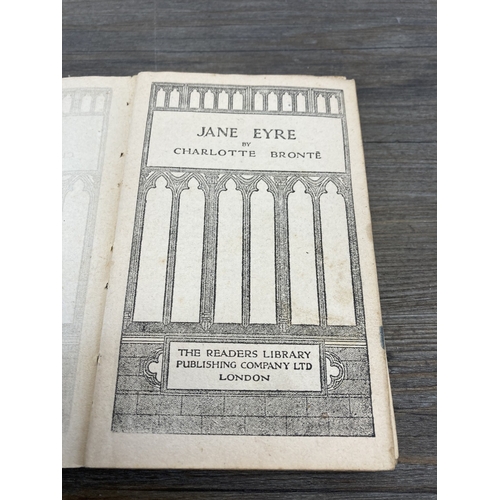 JANE EYRE
BY
CHARLOTTE BRONTË
THE READERS LIBRARY
PUBLISHING COMPANY LTD
LONDON